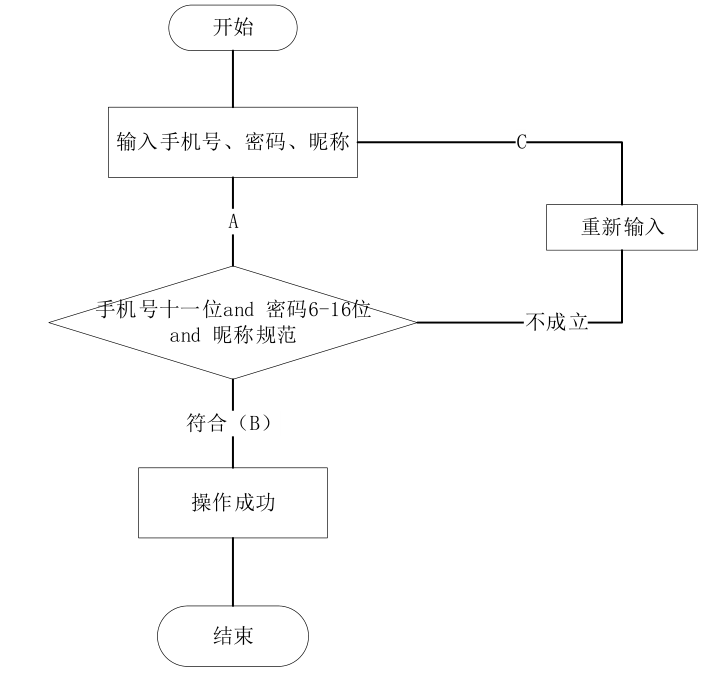 开始
输入手机号、密码、昵称
C
重新输入
A
手机号十一位and 密码6-16位
and 昵称规范
不成立
符合（B）
操作成功
结束